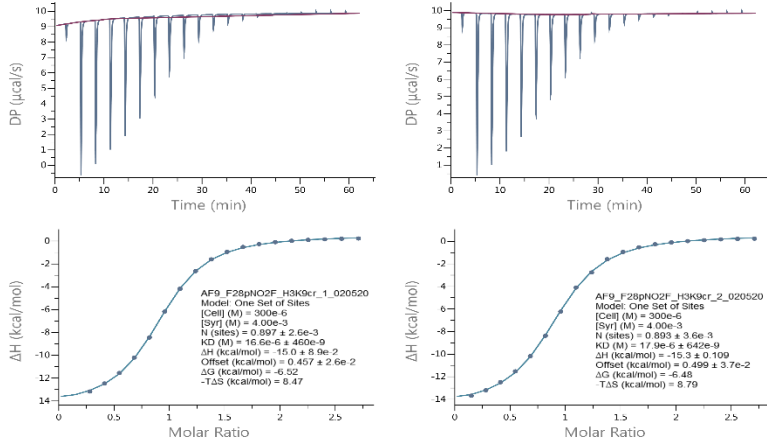 10
9
8
7
6
5
4
3
2
1
0
DP (µcal/s)
0 10 20 30 40 50 60
Time (min)
10
9
8
7
6
5
4
3
2
1
DP (µcal/s)
0 10 20 30 40 50 60
Time (min)
0
-2
-4
-6
-8
-10
-12
14
ΔH (kcal/mol)
AF9_F28pNO2F_H3K9cr_1_020520
Model: One Set of Sites
[Cell] (M) = 300e-6
[Syr] (M) = 4.00e-3
N (sites) = 0.897 ± 2.6e-3
KD (M) = 16.6e-6 ± 460e-9
ΔH (kcal/mol) = -15.0 ± 8.9e-2
Offset (kcal/mol) = 0.457 ± 2.6e-2
ΔG (kcal/mol) = -6.52
-TΔS (kcal/mol) = 8.47
0 0.5 1.0 1.5 2.0 2.5
Molar Ratio
0
-2
-4
-6
-8
-10
-12
14
ΔH (kcal/mol)
AF9_F28pNO2F_H3K9cr_2_020520
Model: One Set of Sites
[Cell] (M) = 300e-6
[Syr] (M) = 4.00e-3
N (sites) = 0.893 ± 3.6e-3
KD (M) = 17.9e-6 ± 642e-9
ΔH (kcal/mol) = -15.3 ± 0.109
Offset (kcal/mol) = 0.499 ± 3.7e-2
ΔG (kcal/mol) = -6.48
-TΔS (kcal/mol) = 8.79
0 0.5 1.0 1.5 2.0 2.5
Molar Ratio